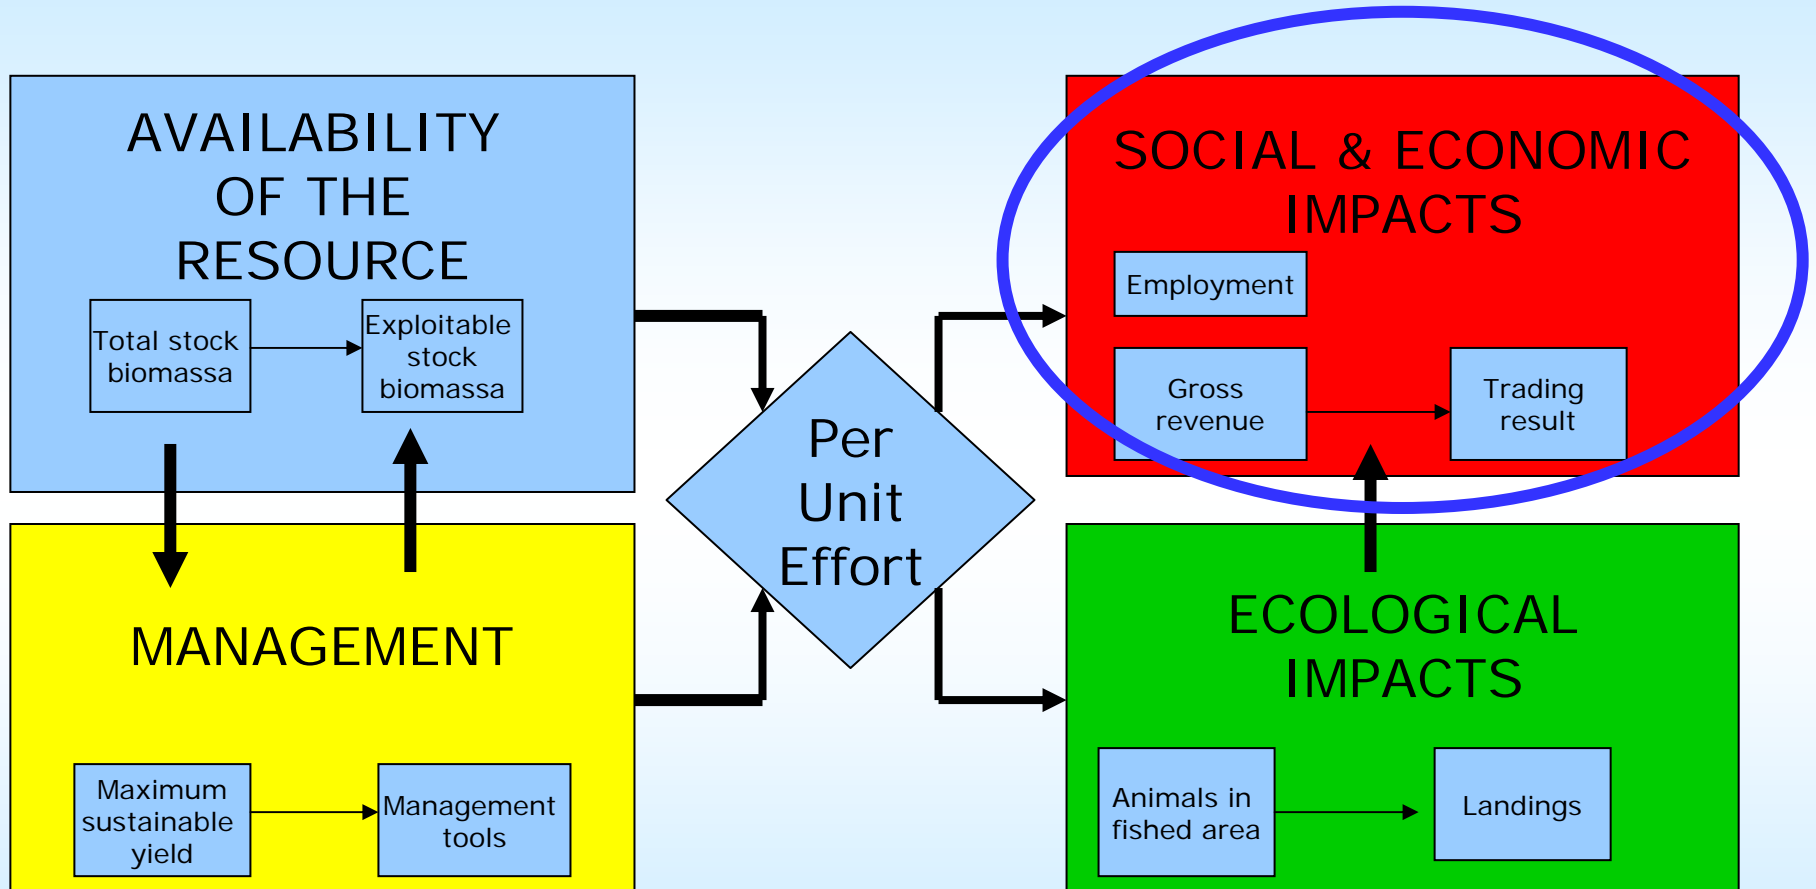 AVAILABILITY
OF THE
RESOURCE
Total stock
biomassa
Exploitable
stock
biomassa
MANAGEMENT
Maximum
sustainable
yield
Management
tools
Per
Unit
Effort
SOCIAL & ECONOMIC
IMPACTS
Employment
Gross
revenue
Trading
result
ECOLOGICAL
IMPACTS
Animals in
fished area
Landings